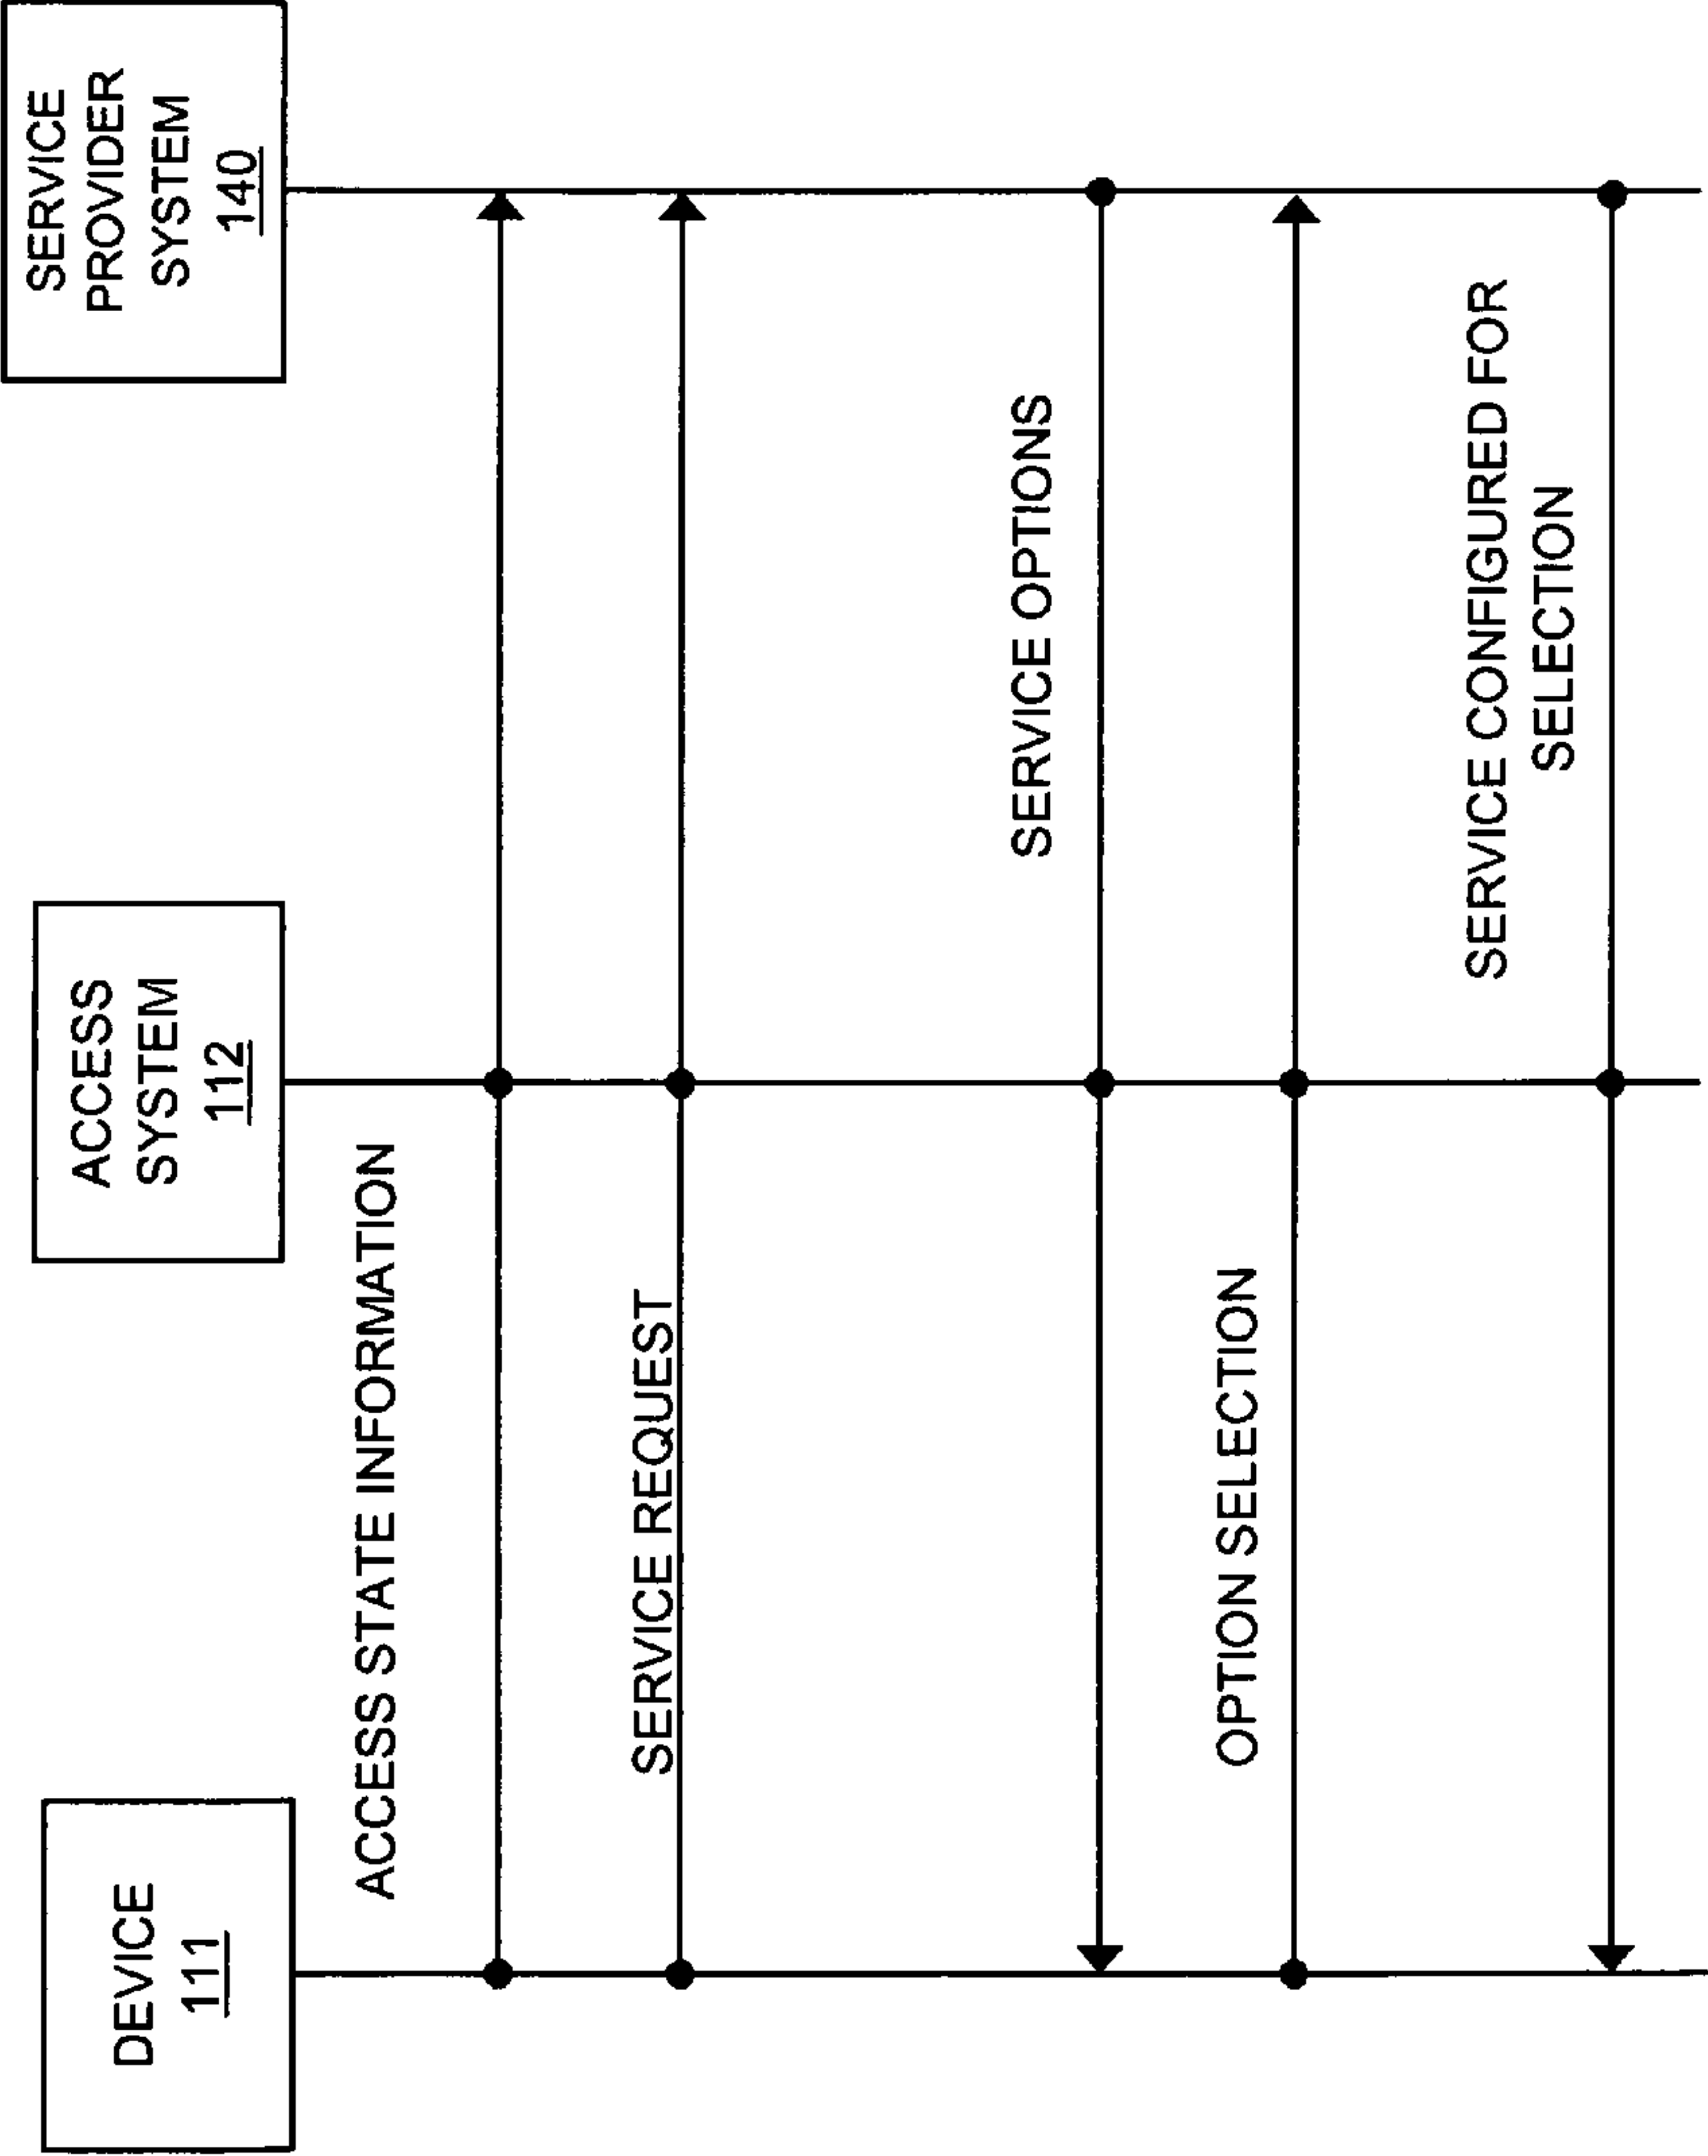 DEVICE
111
ACCESS
SYSTEM
112
SERVICE
PROVIDER
SYSTEM
140
ACCESS STATE INFORMATION
SERVICE REQUEST
SERVICE OPTIONS
OPTION SELECTION
SERVICE CONFIGURED FOR
SELECTION